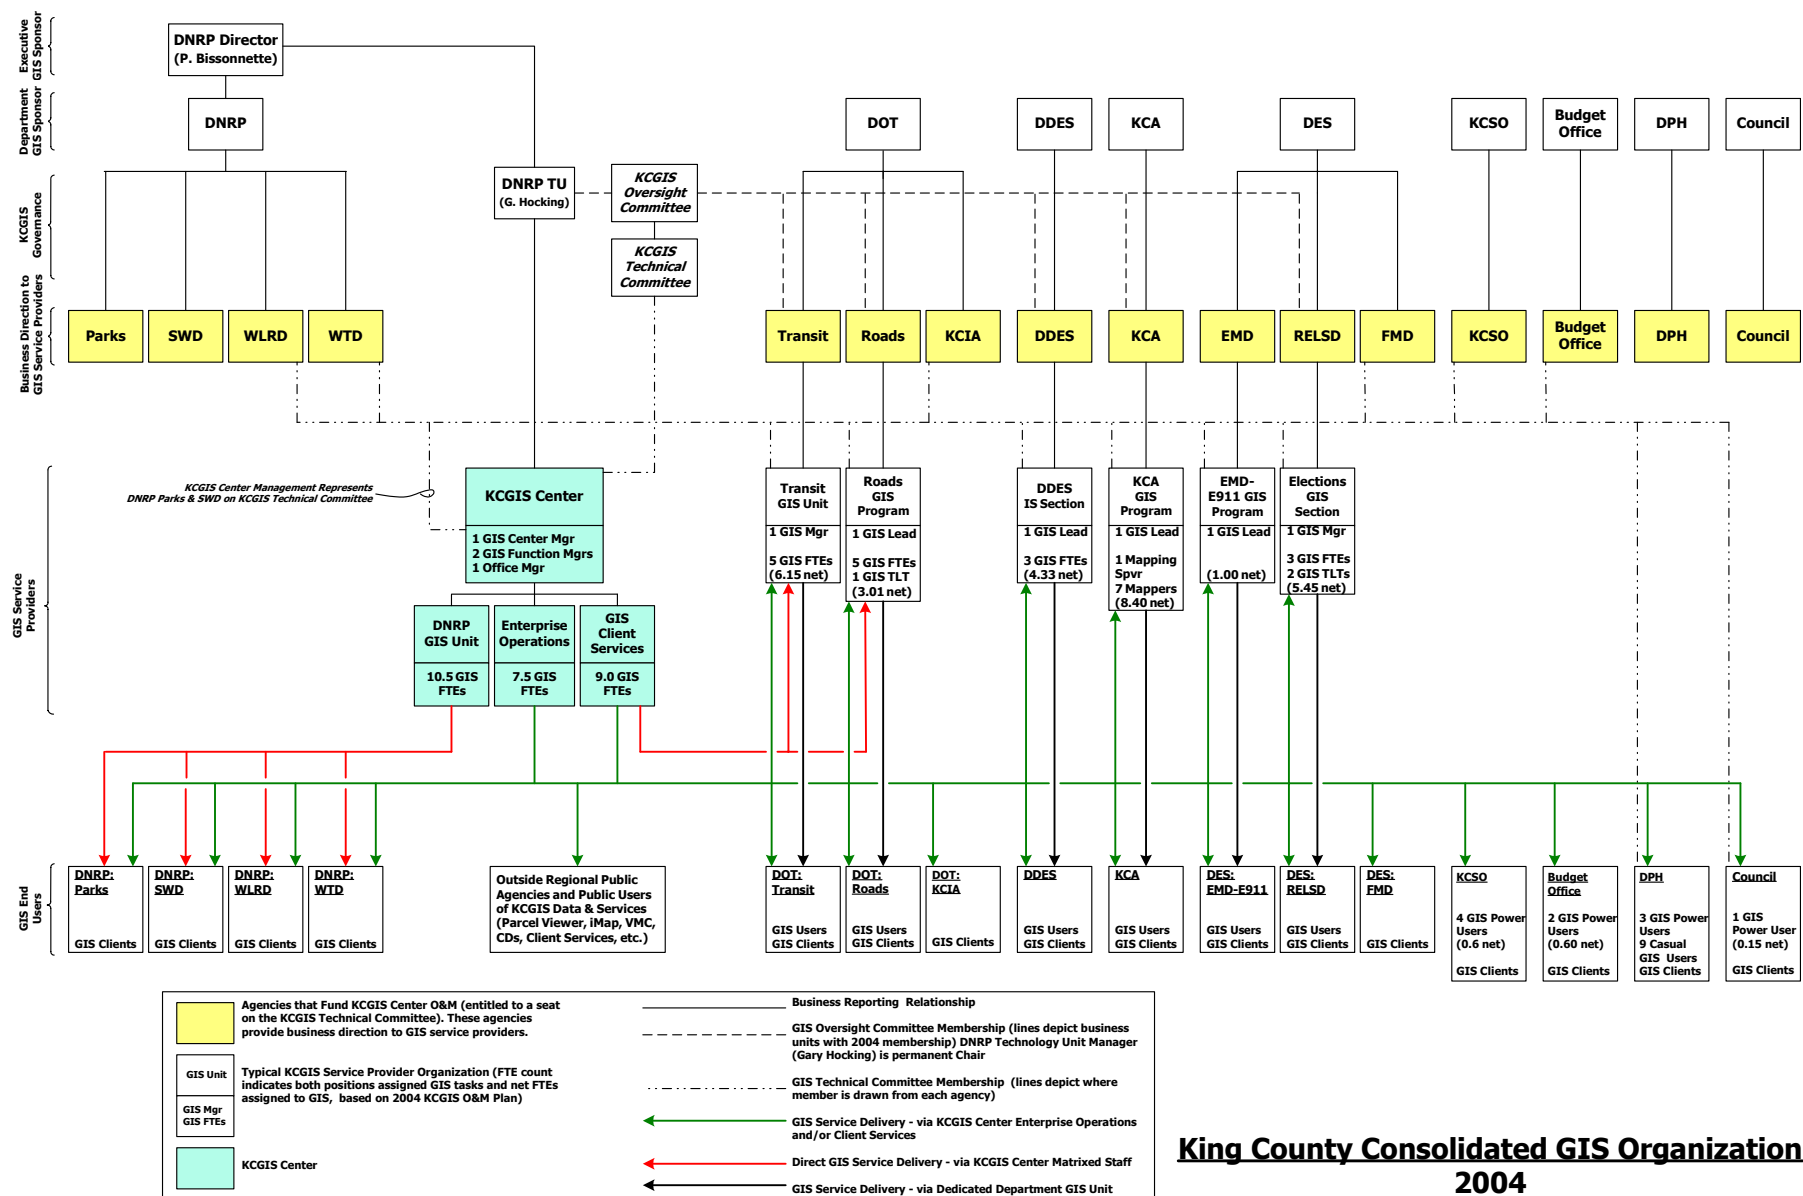 Executive
GIS Sponsor
DNRP Director
(P. Bissonnette)
Department
GIS Sponsor
DNRP
DOT
DDES
KCA
DES
KCSO
Budget
Office
DPH
Council
KCGIS
Governance
DNRP TU
(G. Hocking)
KCGIS
Oversight
Committee
KCGIS
Technical
Committee
Business Direction to
GIS Service Providers
Parks
SWD
WLRD
WTD
Transit
Roads
KCIA
DDES
KCA
EMD
RELSD
FMD
KCSO
Budget
Office
DPH
Council
GIS Service
Providers
KCGIS Center Management Represents
DNRP Parks & SWD on KCGIS Technical Committee
KCGIS Center
1 GIS Center Mgr
2 GIS Function Mgrs
1 Office Mgr
Transit
GIS Unit
1 GIS Mgr
5 GIS FTEs
(6.15 net)
Roads
GIS
Program
1 GIS Lead
5 GIS FTEs
1 GIS TLT
(3.01 net)
DDES
IS Section
1 GIS Lead
3 GIS FTEs
(4.33 net)
KCA
GIS
Program
1 GIS Lead
1 Mapping
Spvr
7 Mappers
(8.40 net)
EMD-
E911 GIS
Program
1 GIS Lead
(1.00 net)
Elections
GIS
Section
1 GIS Mgr
3 GIS FTEs
2 GIS TLTs
(5.45 net)
DNRP
GIS Unit
10.5 GIS
FTEs
Enterprise
Operations
7.5 GIS
FTEs
GIS
Client
Services
9.0 GIS
FTEs
GIS End
Users
DNRP:
Parks
GIS Clients
DNRP:
SWD
GIS Clients
DNRP:
WLRD
GIS Clients
DNRP:
WTD
GIS Clients
Outside Regional Public
Agencies and Public Users
of KCGIS Data & Services
(Parcel Viewer, iMap, VMC,
CDs, Client Services, etc.)
DOT:
Transit
GIS Users
GIS Clients
DOT:
Roads
GIS Users
GIS Clients
DOT:
KCIA
GIS Clients
DDES
GIS Users
GIS Clients
KCA
GIS Users
GIS Clients
DES:
EMD-E911
GIS Users
GIS Clients
DES:
RELSD
GIS Users
GIS Clients
DES:
FMD
GIS Clients
KCSO
4 GIS Power
Users
(0.6 net)
GIS Clients
Budget
Office
2 GIS Power
Users
(0.60 net)
GIS Clients
DPH
3 GIS Power
Users
9 Casual
GIS Users
GIS Clients
Council
1 GIS
Power User
(0.15 net)
GIS Clients
Agencies that Fund KCGIS Center O&M (entitled to a seat
on the KCGIS Technical Committee). These agencies
provide business direction to GIS service providers.
GIS Unit
GIS Mgr
GIS FTEs
Typical KCGIS Service Provider Organization (FTE count
indicates both positions assigned GIS tasks and net FTEs
assigned to GIS, based on 2004 KCGIS O&M Plan)
KCGIS Center
Business Reporting Relationship
GIS Oversight Committee Membership (lines depict business
units with 2004 membership) DNRP Technology Unit Manager
(Gary Hocking) is permanent Chair
GIS Technical Committee Membership (lines depict where
member is drawn from each agency)
GIS Service Delivery - via KCGIS Center Enterprise Operations
and/or Client Services
Direct GIS Service Delivery - via KCGIS Center Matrixed Staff
GIS Service Delivery - via Dedicated Department GIS Unit
King County Consolidated GIS Organization
2004